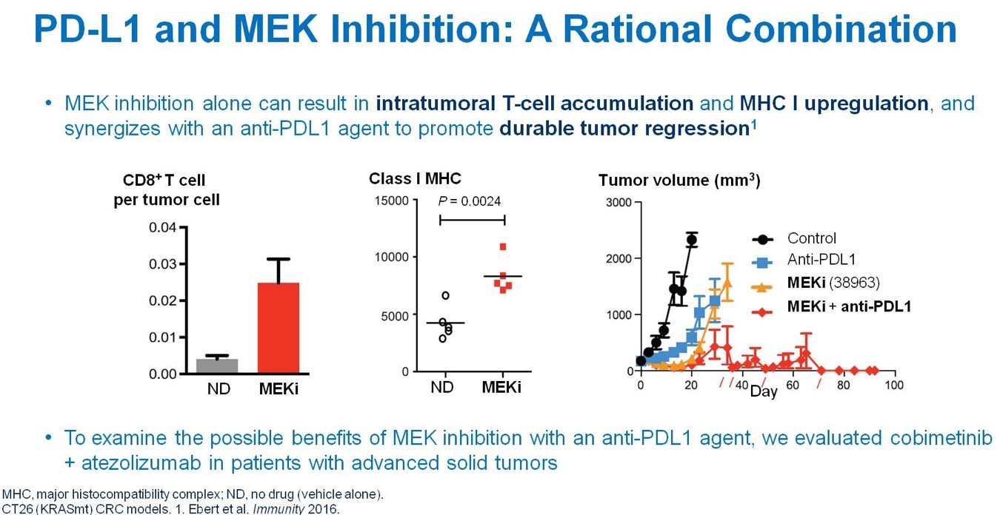 PD-L1 and MEK Inhibition: A Rational Combination
• MEK inhibition alone can result in intratumoral T-cell accumulation and MHC I upregulation, and
synergizes with an anti-PDL1 agent to promote durable tumor regression¹
CD8⁺ T cell
per tumor cell
0.04
0.03
0.02
0.01
0.00
ND
MEKi
Class I MHC
P = 0.0024
15000
10000
5000
0
ND
MEKi
Tumor volume (mm³)
3000
2000
1000
0
0 20 40 60 80 100
Day
Control
Anti-PDL1
MEKi (38963)
MEKi + anti-PDL1
• To examine the possible benefits of MEK inhibition with an anti-PDL1 agent, we evaluated cobimetinib
+ atezolizumab in patients with advanced solid tumors
MHC, major histocompatibility complex; ND, no drug (vehicle alone).
CT26 (KRASmt) CRC models. 1. Ebert et al. Immunity 2016.